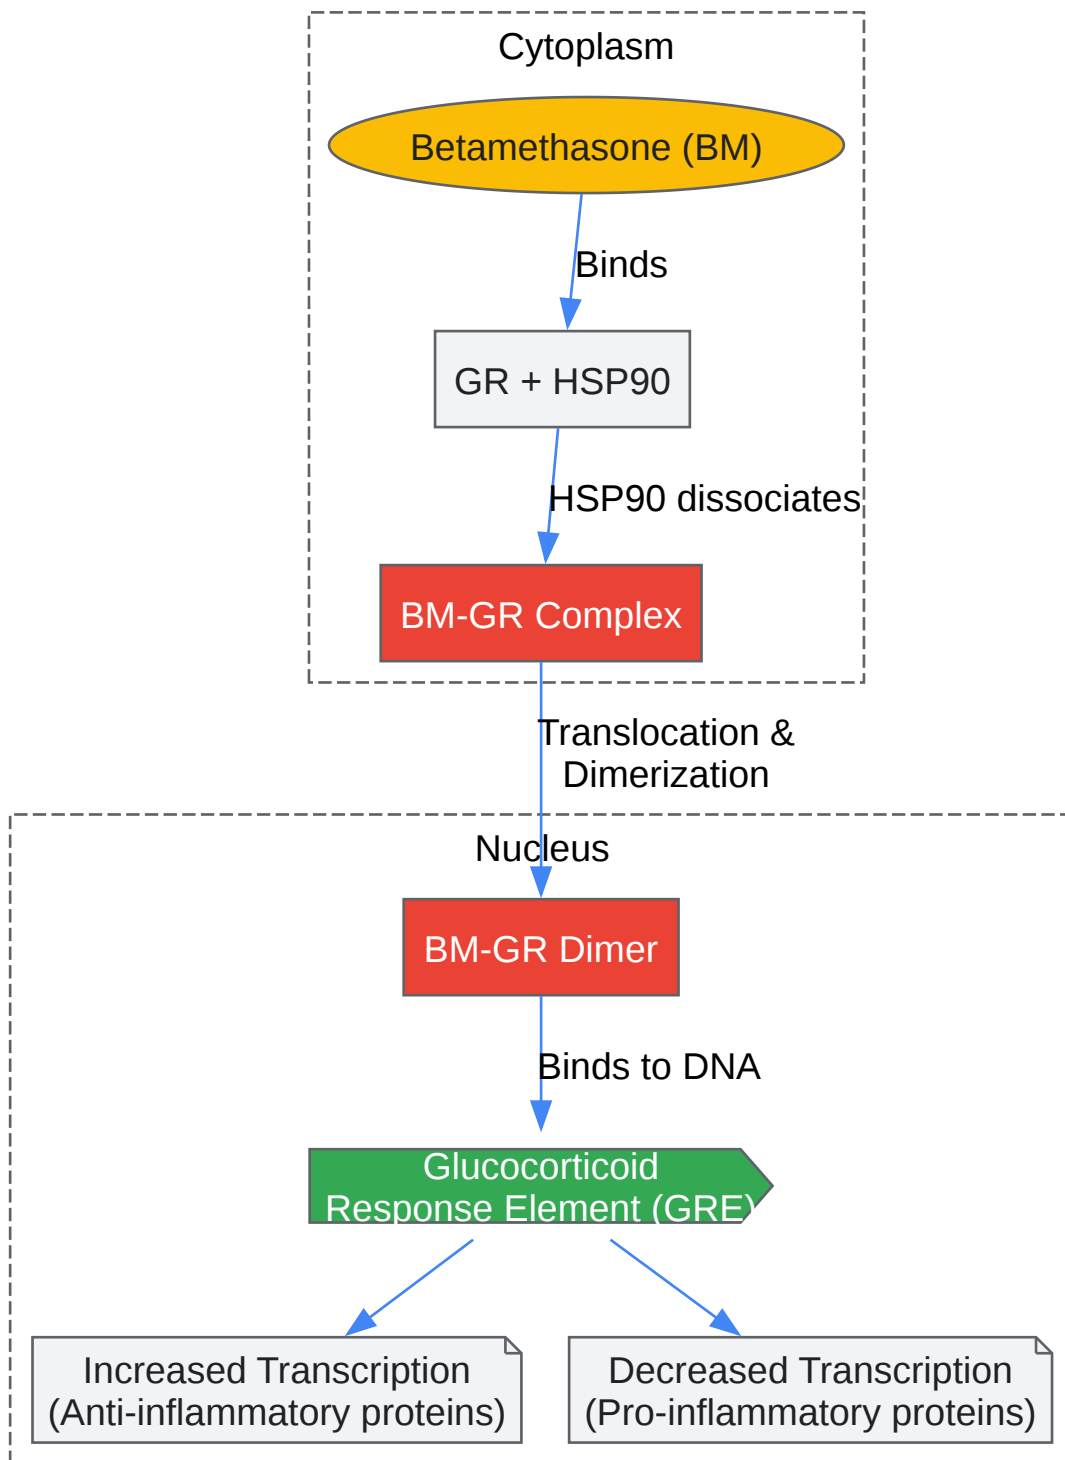 Cytoplasm
Betamethasone (BM)
Binds
GR + HSP90
HSP90 dissociates
BM-GR Complex
Translocation &
Dimerization
Nucleus
BM-GR Dimer
Binds to DNA
Glucocorticoid
Response Element (GRE)
Increased Transcription
(Anti-inflammatory proteins)
Decreased Transcription
(Pro-inflammatory proteins)